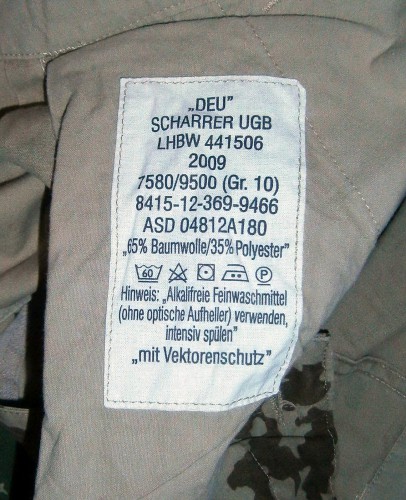 „DEU”
SCHARRER UGB
LHBW 441506
2009
7580/9500 (Gr. 10)
8415-12-369-9466
ASD 04812A180
„65% Baumwolle/35% Polyester”
60 P
Hinweis: „Alkalifreie Feinwaschmittel
(ohne optische Aufheller) verwenden,
intensiv spülen”
„mit Vektorenschutz”